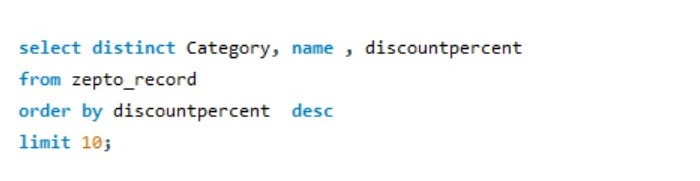 select distinct Category, name , discountpercent
from zepto_record
order by discountpercent  desc
limit 10;